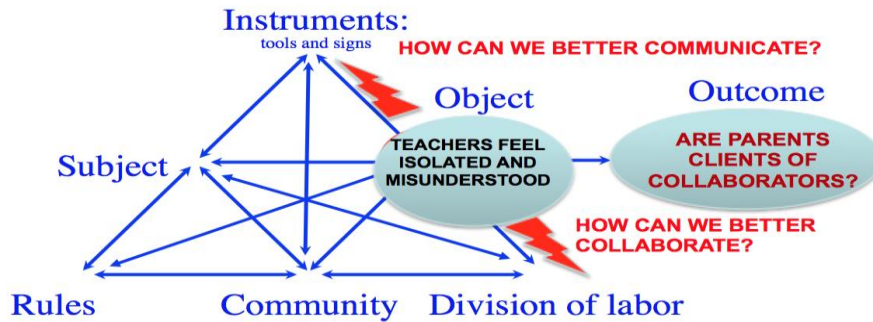 Instruments:
tools and signs
HOW CAN WE BETTER COMMUNICATE?
Object
Outcome
TEACHERS FEEL
ISOLATED AND
MISUNDERSTOOD
ARE PARENTS
CLIENTS OF
COLLABORATORS?
Subject
HOW CAN WE BETTER
COLLABORATE?
Rules
Community
Division of labor